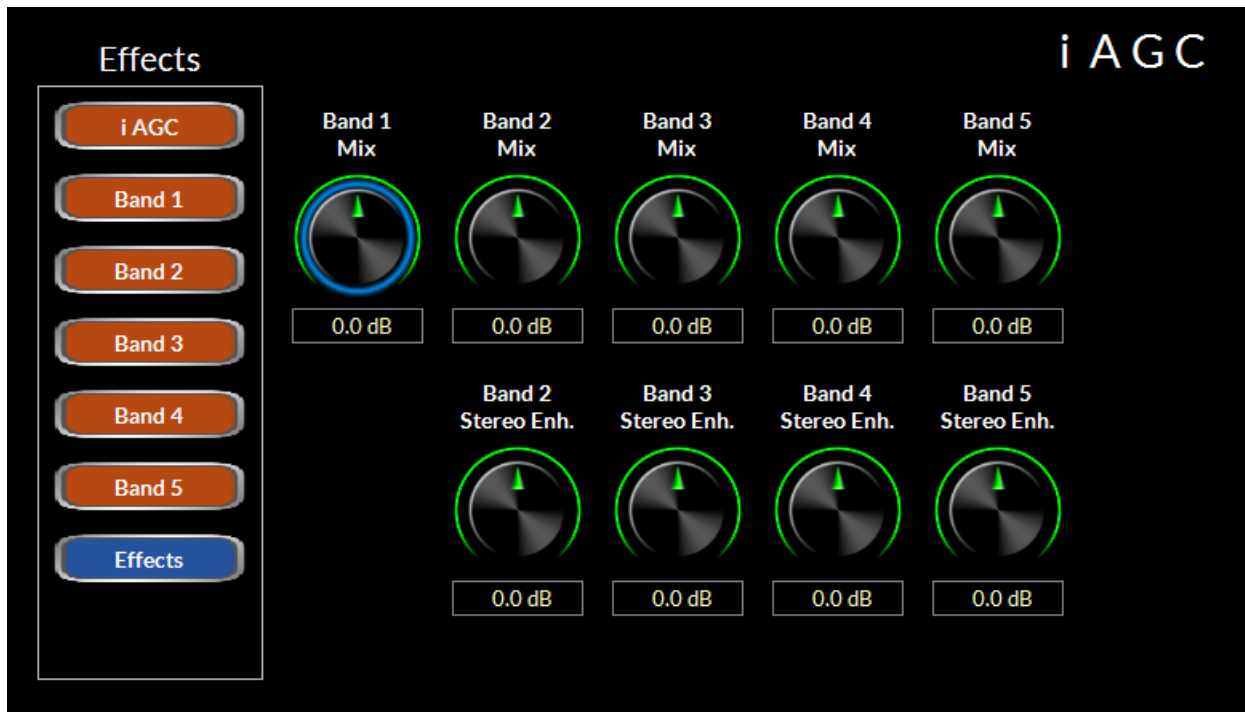 Effects
i AGC
i AGC
Band 1
Band 2
Band 3
Band 4
Band 5
Effects
Band 1
Mix
Band 2
Mix
Band 3
Mix
Band 4
Mix
Band 5
Mix
0.0 dB
0.0 dB
0.0 dB
0.0 dB
0.0 dB
Band 2
Stereo Enh.
Band 3
Stereo Enh.
Band 4
Stereo Enh.
Band 5
Stereo Enh.
0.0 dB
0.0 dB
0.0 dB
0.0 dB